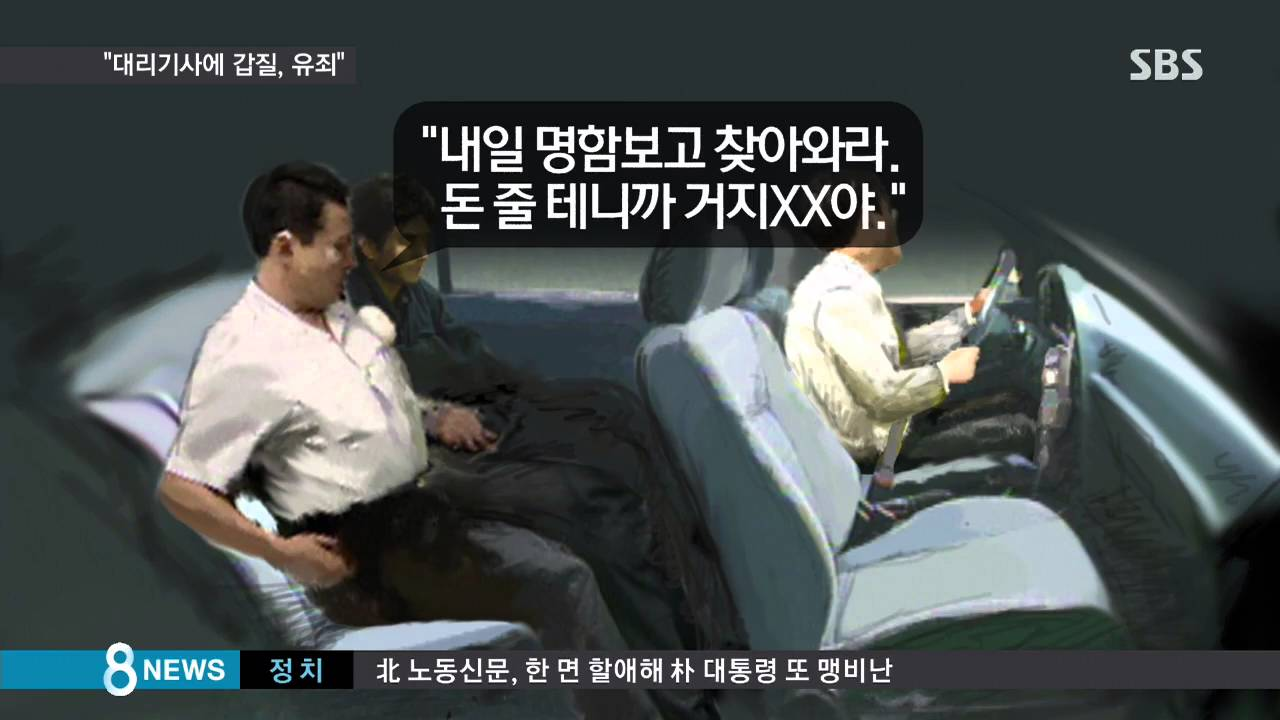 "대리기사에 갑질, 유죄"
SBS
"내일 명함보고 찾아와라.
돈 줄 테니까 거지XX야."
8 NEWS 정치 北 노동신문, 한 면 할애해 朴 대통령 또 맹비난